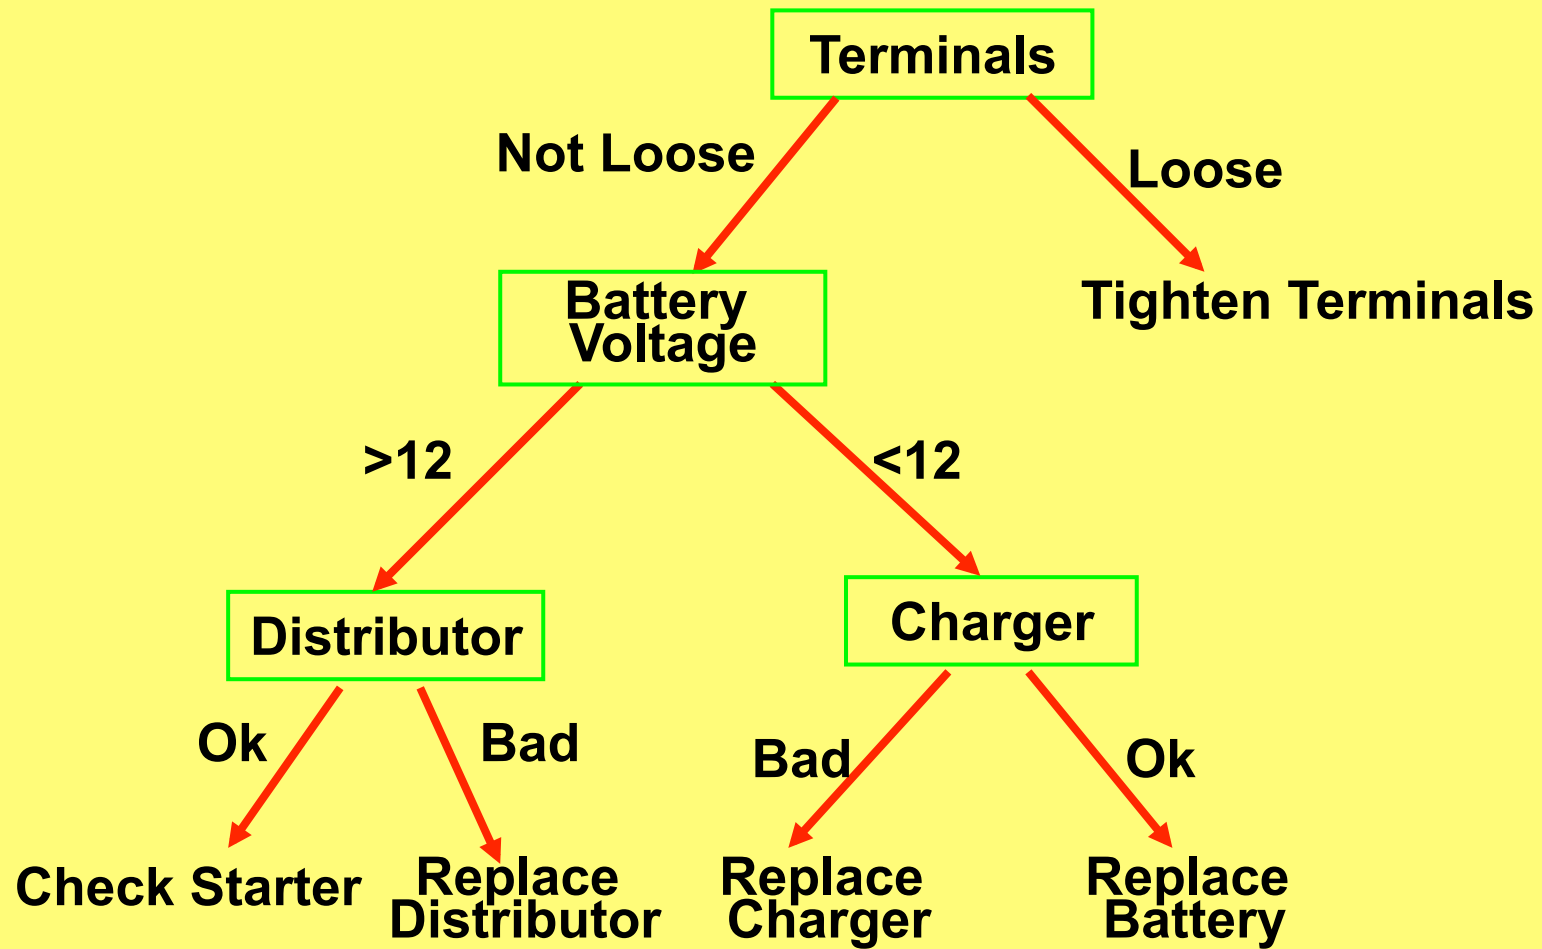 Terminals
Not Loose
Loose
Battery
Voltage
Tighten Terminals
>12
<12
Distributor
Charger
Ok
Bad
Bad
Ok
Check Starter
Replace
Distributor
Replace
Charger
Replace
Battery